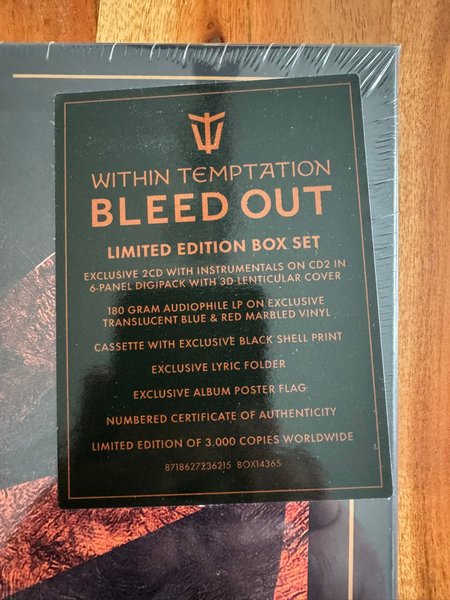 WITHIN TEMPTATION
BLEED OUT
LIMITED EDITION BOX SET
EXCLUSIVE 2CD WITH INSTRUMENTALS ON CD2 IN
6-PANEL DIGIPACK WITH 3D LENTICULAR COVER
180 GRAM AUDIOPHILE LP ON EXCLUSIVE
TRANSLUCENT BLUE & RED MARBLED VINYL
CASSETTE WITH EXCLUSIVE BLACK SHELL PRINT
EXCLUSIVE LYRIC FOLDER
EXCLUSIVE ALBUM POSTER FLAG
NUMBERED CERTIFICATE OF AUTHENTICITY
LIMITED EDITION OF 3,000 COPIES WORLDWIDE
8718627236215 BOX14365